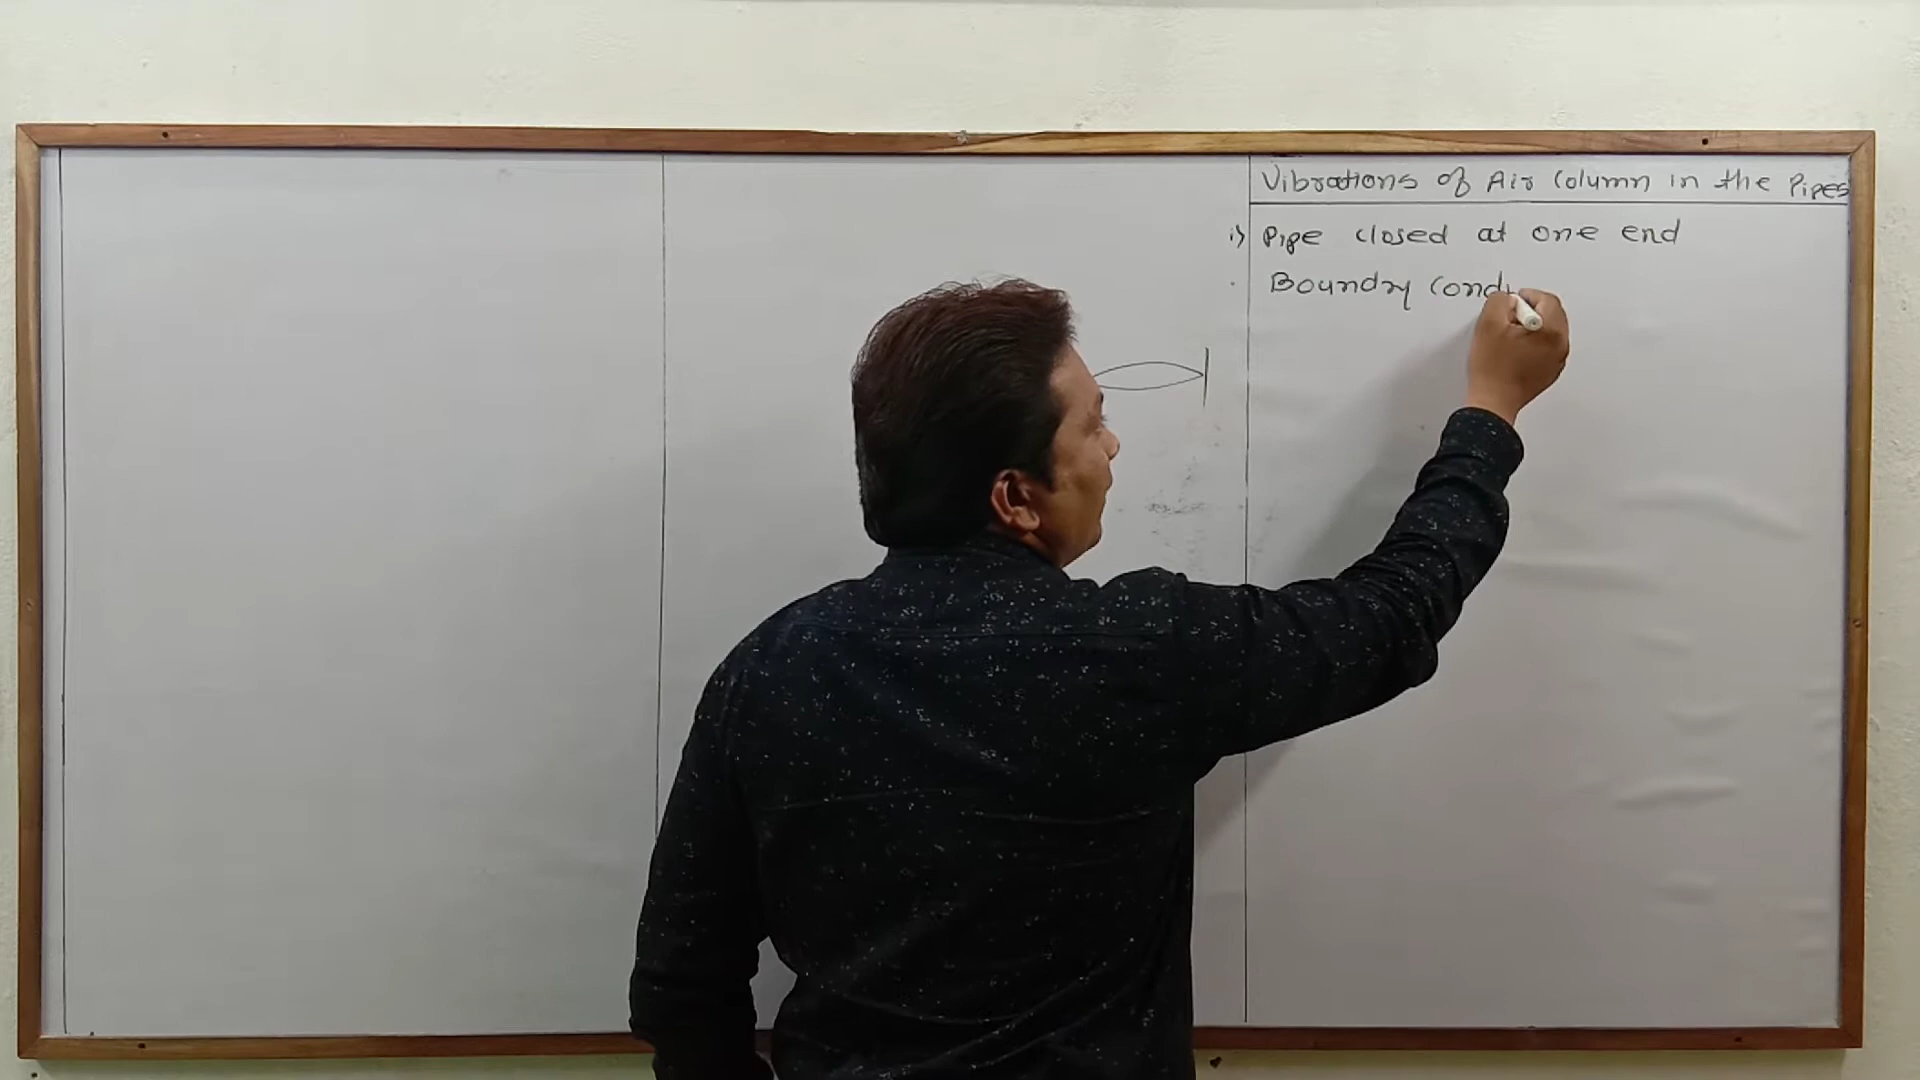 Vibrations of Air Column in the Pipes
i) Pipe closed at one end
Boundry Cond